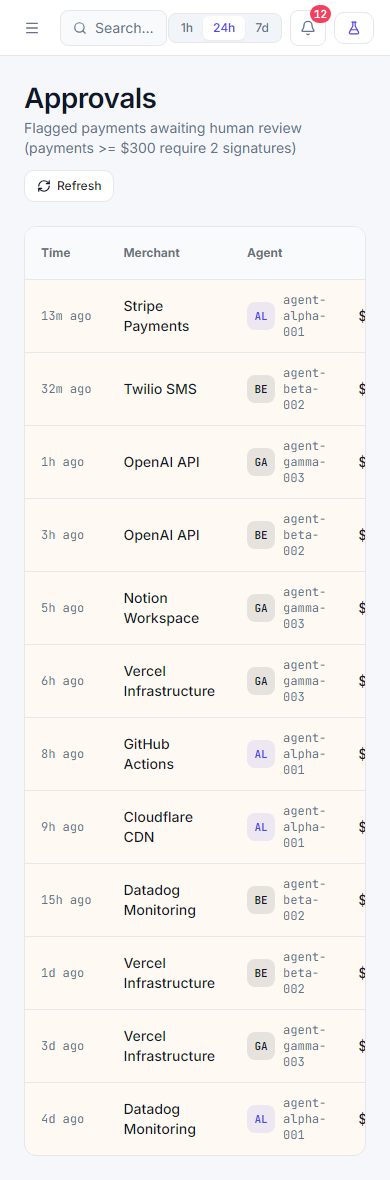 Search... 1h 24h 7d 12
Approvals
Flagged payments awaiting human review
(payments >= $300 require 2 signatures)
Refresh
Time Merchant Agent
13m ago Stripe Payments AL agent-alpha-001 $
32m ago Twilio SMS BE agent-beta-002 $
1h ago OpenAI API GA agent-gamma-003 $
3h ago OpenAI API BE agent-beta-002 $
5h ago Notion Workspace GA agent-gamma-003 $
6h ago Vercel Infrastructure GA agent-gamma-003 $
8h ago GitHub Actions AL agent-alpha-001 $
9h ago Cloudflare CDN AL agent-alpha-001 $
15h ago Datadog Monitoring BE agent-beta-002 $
1d ago Vercel Infrastructure BE agent-beta-002 $
3d ago Vercel Infrastructure GA agent-gamma-003 $
4d ago Datadog Monitoring AL agent-alpha-001 $